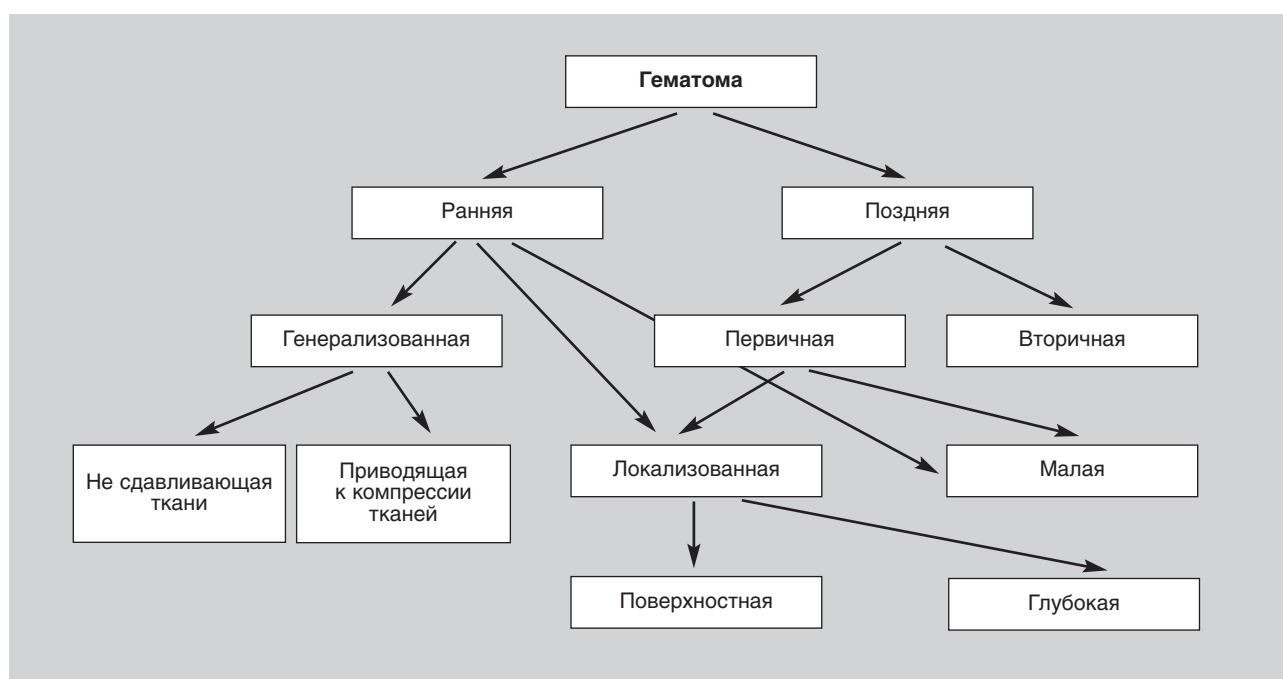 Гематома
Ранняя
Поздняя
Генерализованная
Первичная
Вторичная
Не сдавливающая
ткани
Приводящая
к компрессии
тканей
Локализованная
Малая
Поверхностная
Глубокая